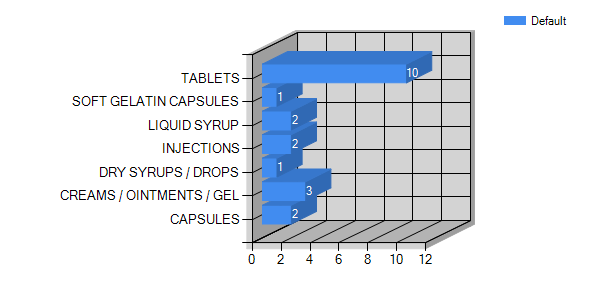 Default
TABLETS
10
SOFT GELATIN CAPSULES
1
LIQUID SYRUP
2
INJECTIONS
2
DRY SYRUPS / DROPS
1
CREAMS / OINTMENTS / GEL
3
CAPSULES
2
0 2 4 6 8 10 12